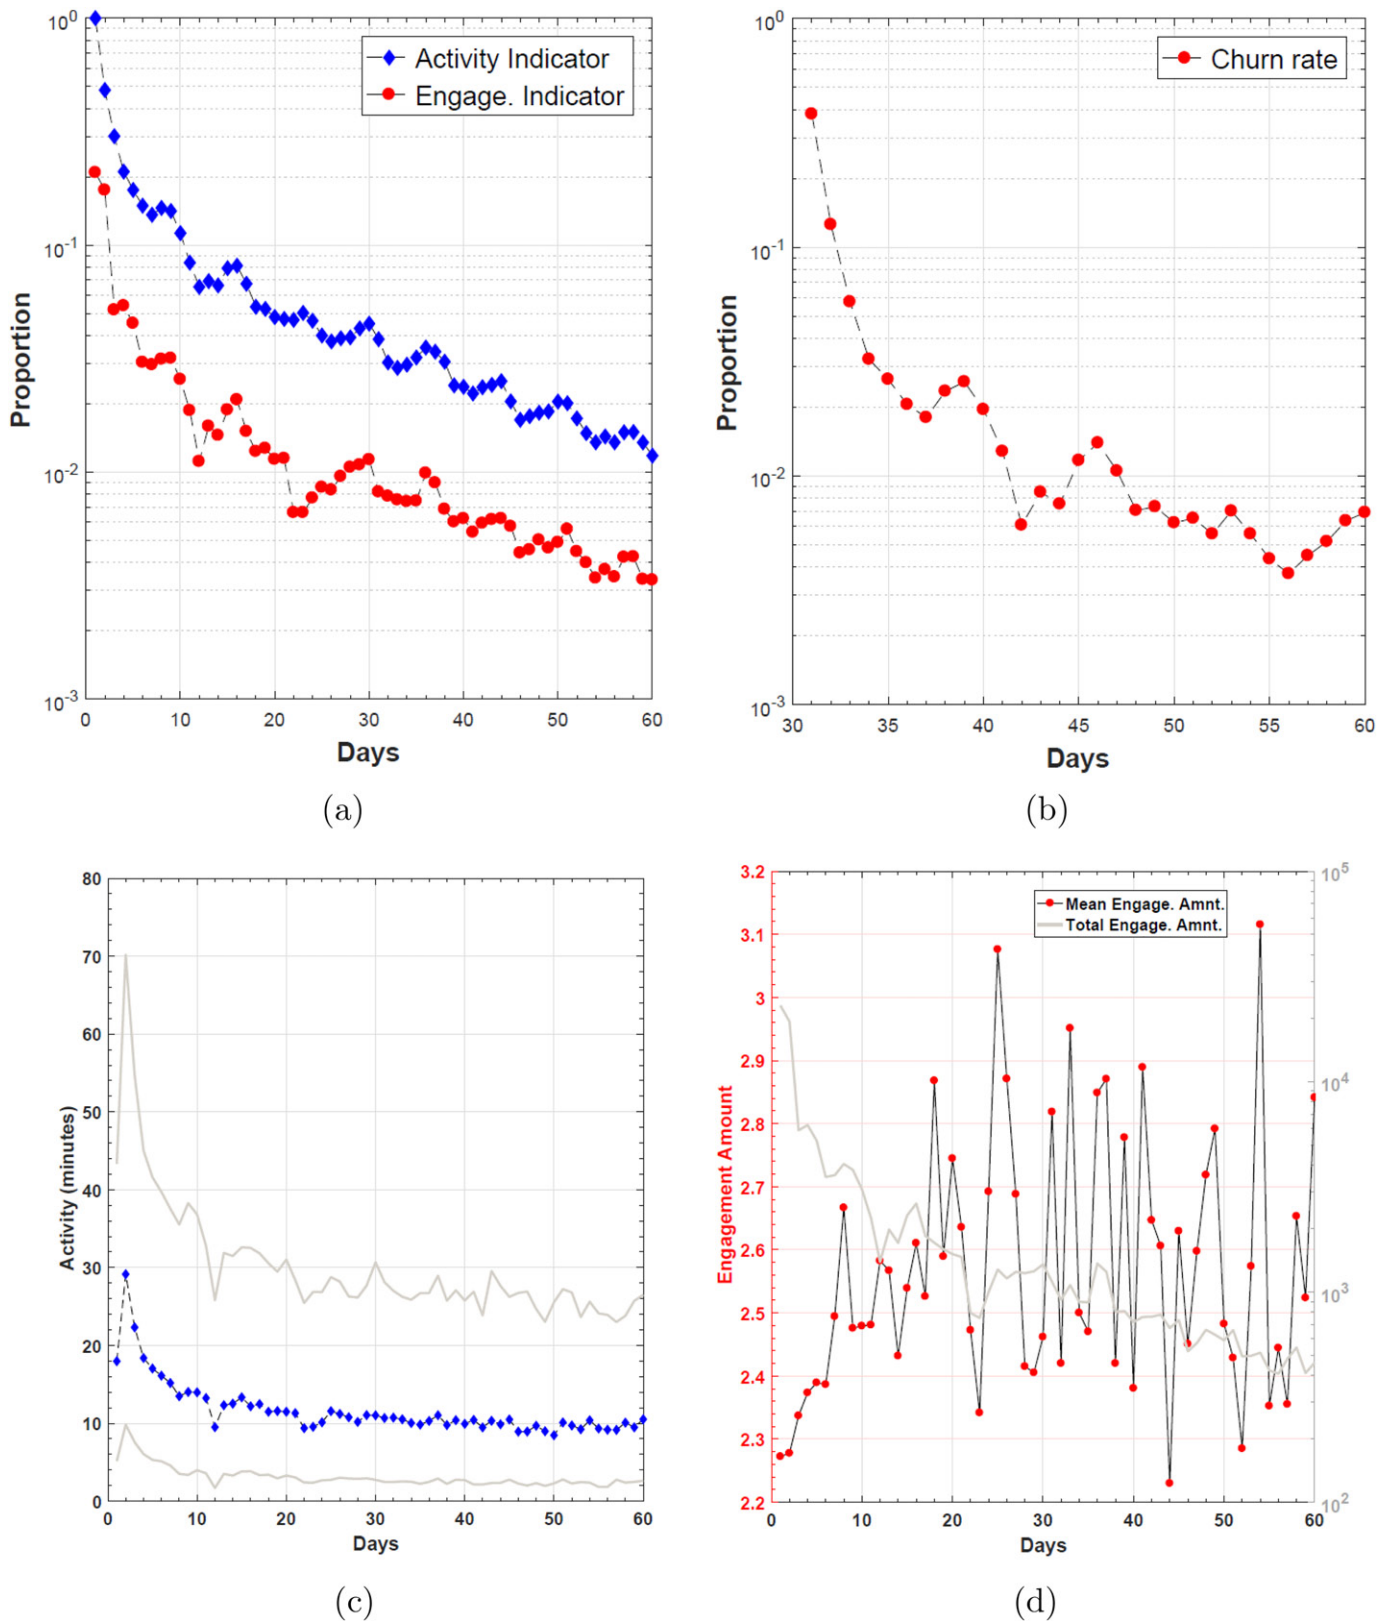 10^0
10^-1
10^-2
10^-3
Proportion
Activity Indicator
Engage. Indicator
0 10 20 30 40 50 60
Days
(a)
10^0
10^-1
10^-2
10^-3
Proportion
Churn rate
30 35 40 45 50 55 60
Days
(b)
80
70
60
50
40
30
20
10
0
Activity (minutes)
0 10 20 30 40 50 60
Days
(c)
3.2
3.1
3
2.9
2.8
2.7
2.6
2.5
2.4
2.3
2.2
Engagement Amount
Mean Engage. Amnt.
Total Engage. Amnt.
10^5
10^4
10^3
10^2
0 10 20 30 40 50 60
Days
(d)